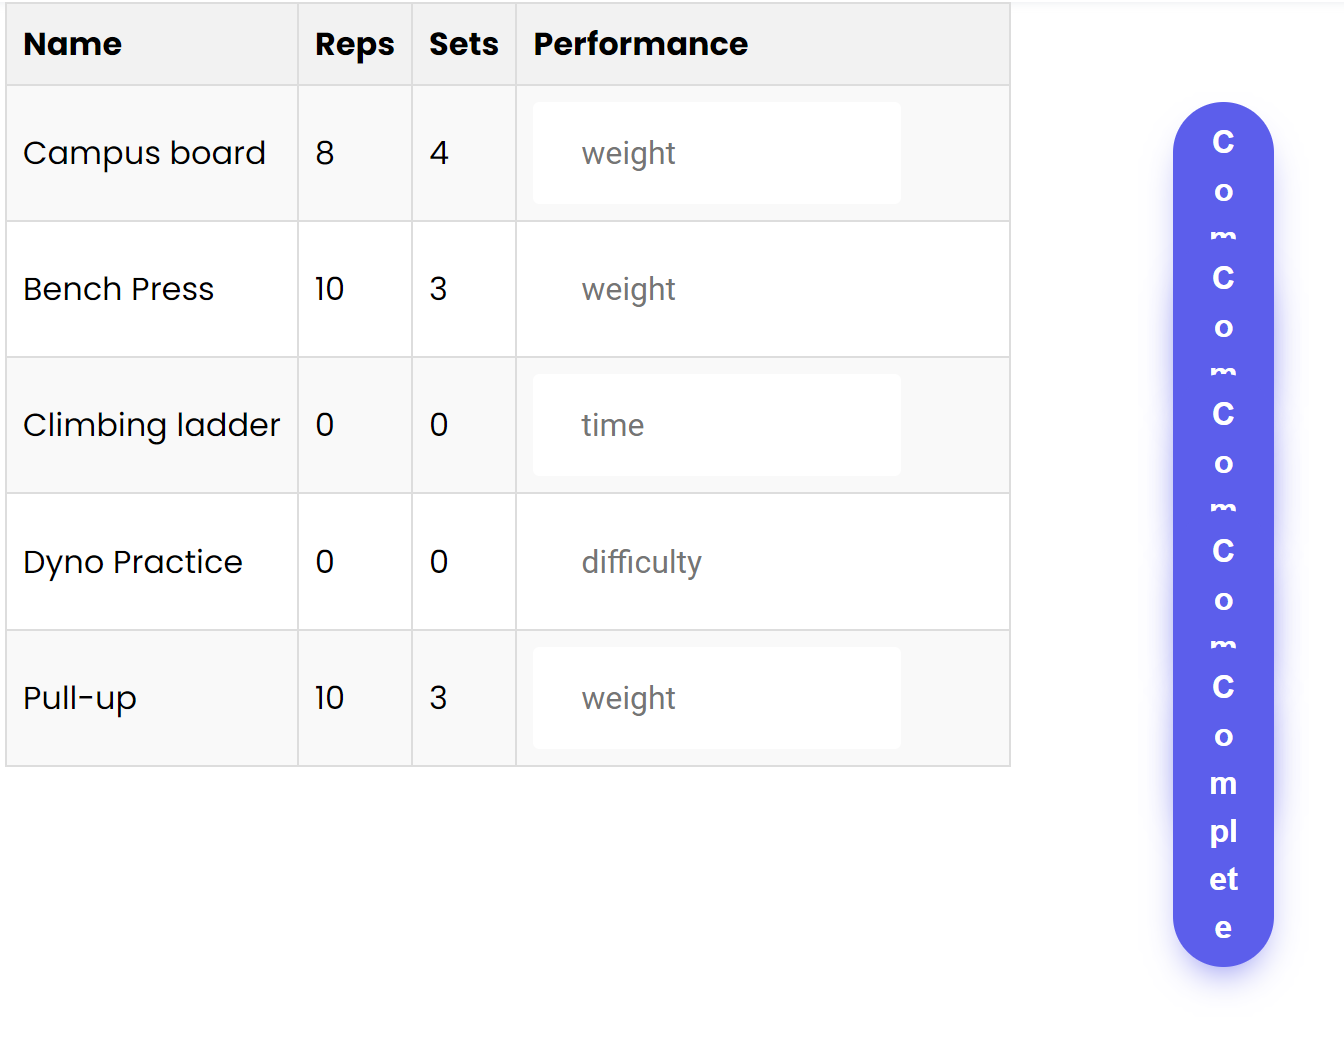 Name Reps Sets Performance
Campus board 8 4 weight
Bench Press 10 3 weight
Climbing ladder 0 0 time
Dyno Practice 0 0 difficulty
Pull-up 10 3 weight
C
o
m
C
o
m
C
o
m
C
o
m
C
o
m
pl
et
e